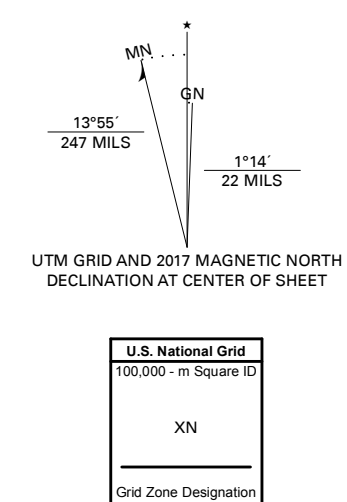 ★
MN
GN
13°55´
247 MILS
1°14´
22 MILS
UTM GRID AND 2017 MAGNETIC NORTH
DECLINATION AT CENTER OF SHEET
U.S. National Grid
100,000 - m Square ID
XN
Grid Zone Designation